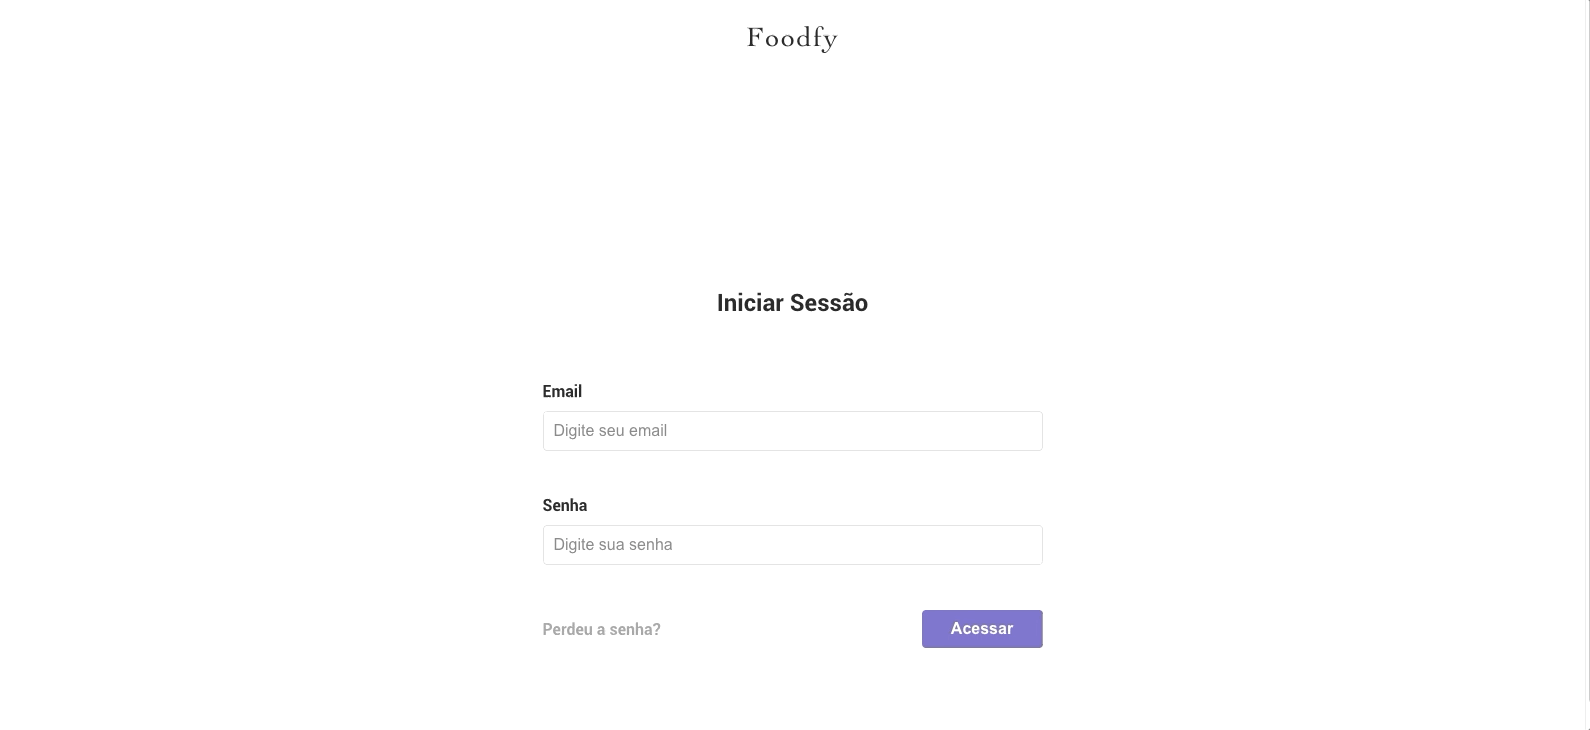 Foodfy
Iniciar Sessão
Email
Digite seu email
Senha
Digite sua senha
Perdeu a senha?
Acessar